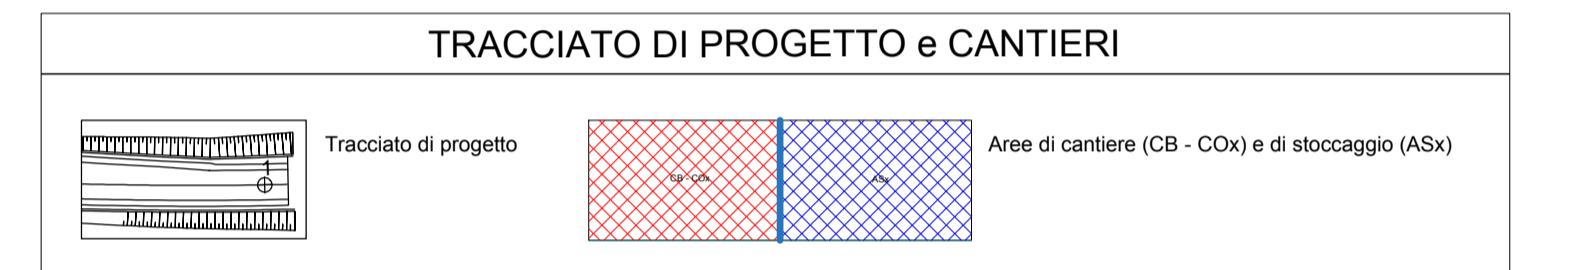 TRACCIATO DI PROGETTO e CANTIERI
1
Tracciato di progetto
CB - COx
ASx
Aree di cantiere (CB - COx) e di stoccaggio (ASx)